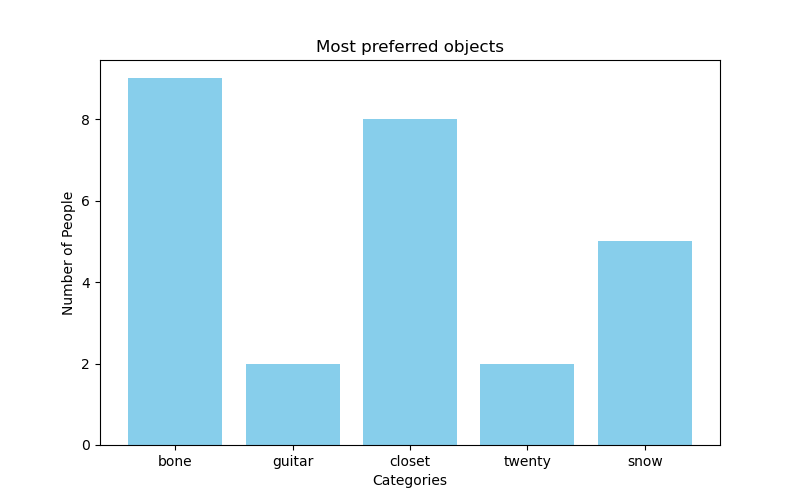 Most preferred objects
Number of People
8
6
4
2
0
bone guitar closet twenty snow
Categories